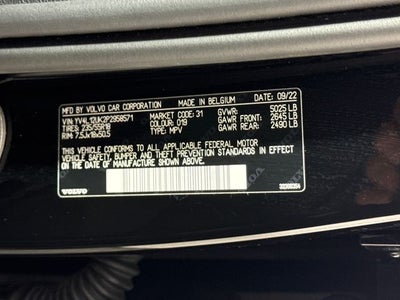 MFD BY VOLVO CAR CORPORATION MADE IN BELGIUM 09/22
VIN: YV4L12UK2P2958571 MARKET CODE: 31 GVWR: 5025 LB
TIRES: 235/55R18 COLOUR: 019 GAWR FRONT: 2645 LB
RIM: 7.5Jx18x50.5 TYPE: MPV GAWR REAR: 2490 LB
THIS VEHICLE CONFORMS TO ALL APPLICABLE FEDERAL MOTOR
VEHICLE SAFETY, BUMPER AND THEFT PREVENTION STANDARDS IN EFFECT
ON THE DATE OF MANUFACTURE SHOWN ABOVE.
VOLVO